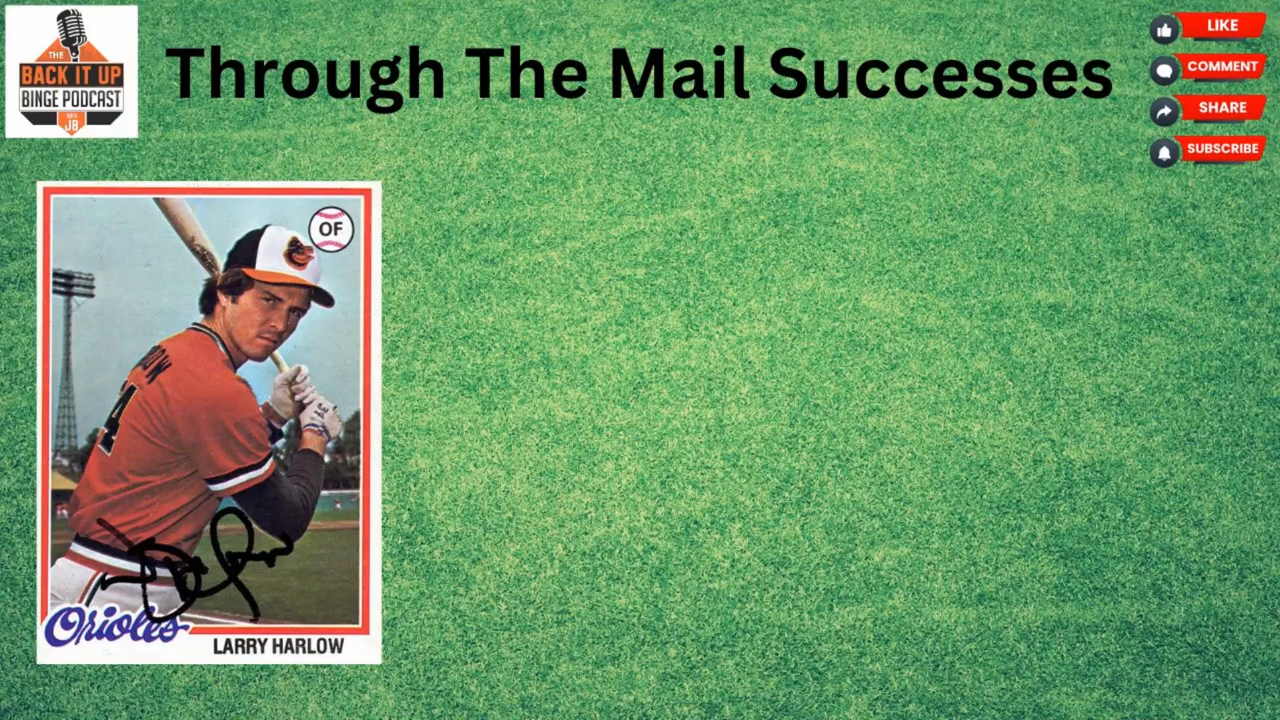 THE
BACK IT UP
BINGE PODCAST
JB
Through The Mail Successes
LIKE
COMMENT
SHARE
SUBSCRIBE
OF
Orioles
LARRY HARLOW